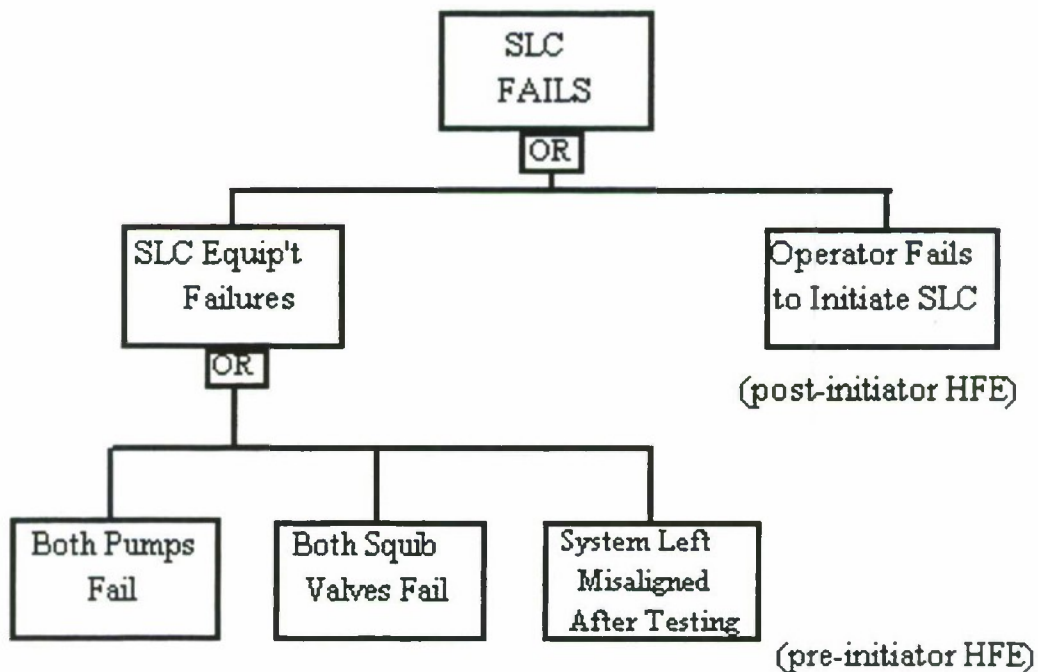 SLC
FAILS
OR
SLC Equip't
Failures
Operator Fails
to Initiate SLC
OR
(post-initiator HFE)
Both Pumps
Fail
Both Squib
Valves Fail
System Left
Misaligned
After Testing
(pre-initiator HFE)